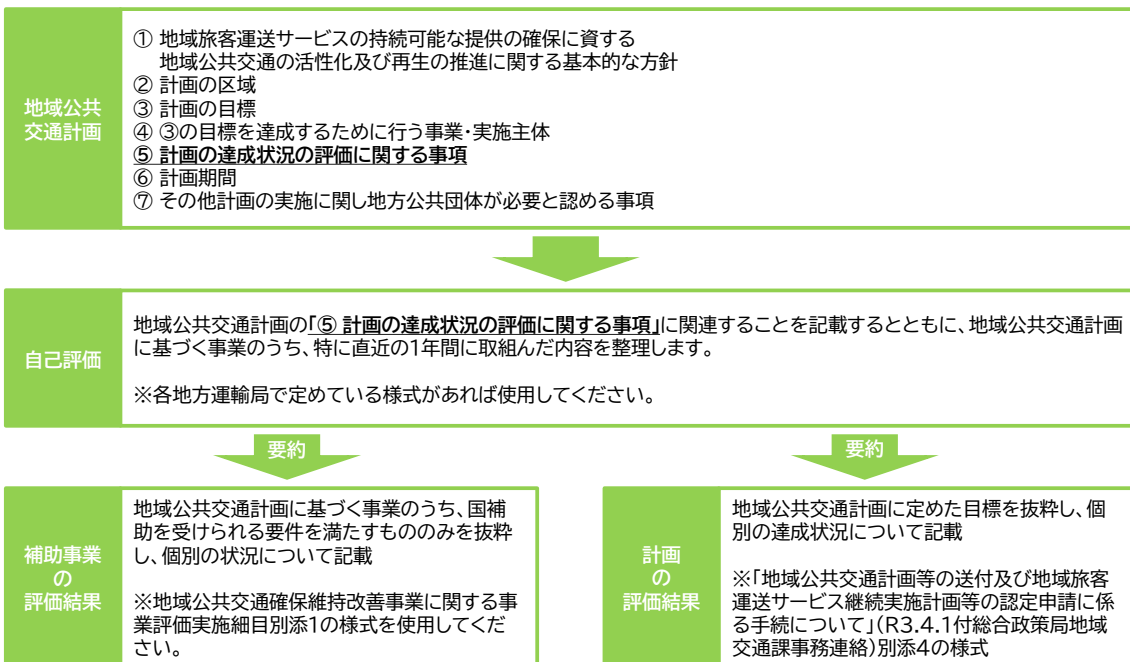 地域公共
交通計画
① 地域旅客運送サービスの持続可能な提供の確保に資する
地域公共交通の活性化及び再生の推進に関する基本的な方針
② 計画の区域
③ 計画の目標
④ ③の目標を達成するために行う事業・実施主体
⑤ 計画の達成状況の評価に関する事項
⑥ 計画期間
⑦ その他計画の実施に関し地方公共団体が必要と認める事項
自己評価
地域公共交通計画の「⑤ 計画の達成状況の評価に関する事項」に関連することを記載するとともに、地域公共交通計画
に基づく事業のうち、特に直近の1年間に取組んだ内容を整理します。
※各地方運輸局で定めている様式があれば使用してください。
要約
要約
補助事業
の
評価結果
地域公共交通計画に基づく事業のうち、国補
助を受けられる要件を満たすもののみを抜粋
し、個別の状況について記載
※地域公共交通確保維持改善事業に関する事
業評価実施細目別添1の様式を使用してくだ
さい。
計画
の
評価結果
地域公共交通計画に定めた目標を抜粋し、個
別の達成状況について記載
※「地域公共交通計画等の送付及び地域旅客
運送サービス継続実施計画等の認定申請に係
る手続について」(R3.4.1付総合政策局地域
交通課事務連絡)別添4の様式